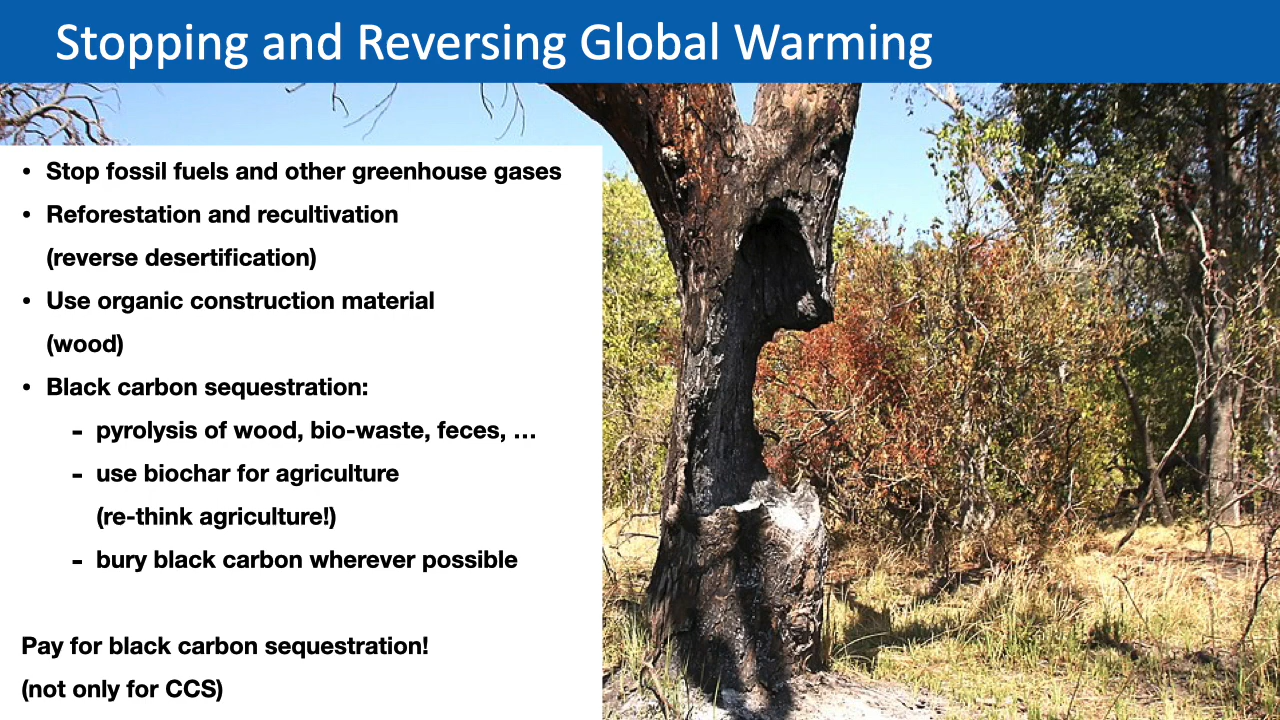 Stopping and Reversing Global Warming
• Stop fossil fuels and other greenhouse gases
• Reforestation and recultivation
(reverse desertification)
• Use organic construction material
(wood)
• Black carbon sequestration:
- pyrolysis of wood, bio-waste, feces, …
- use biochar for agriculture
(re-think agriculture!)
- bury black carbon wherever possible
Pay for black carbon sequestration!
(not only for CCS)